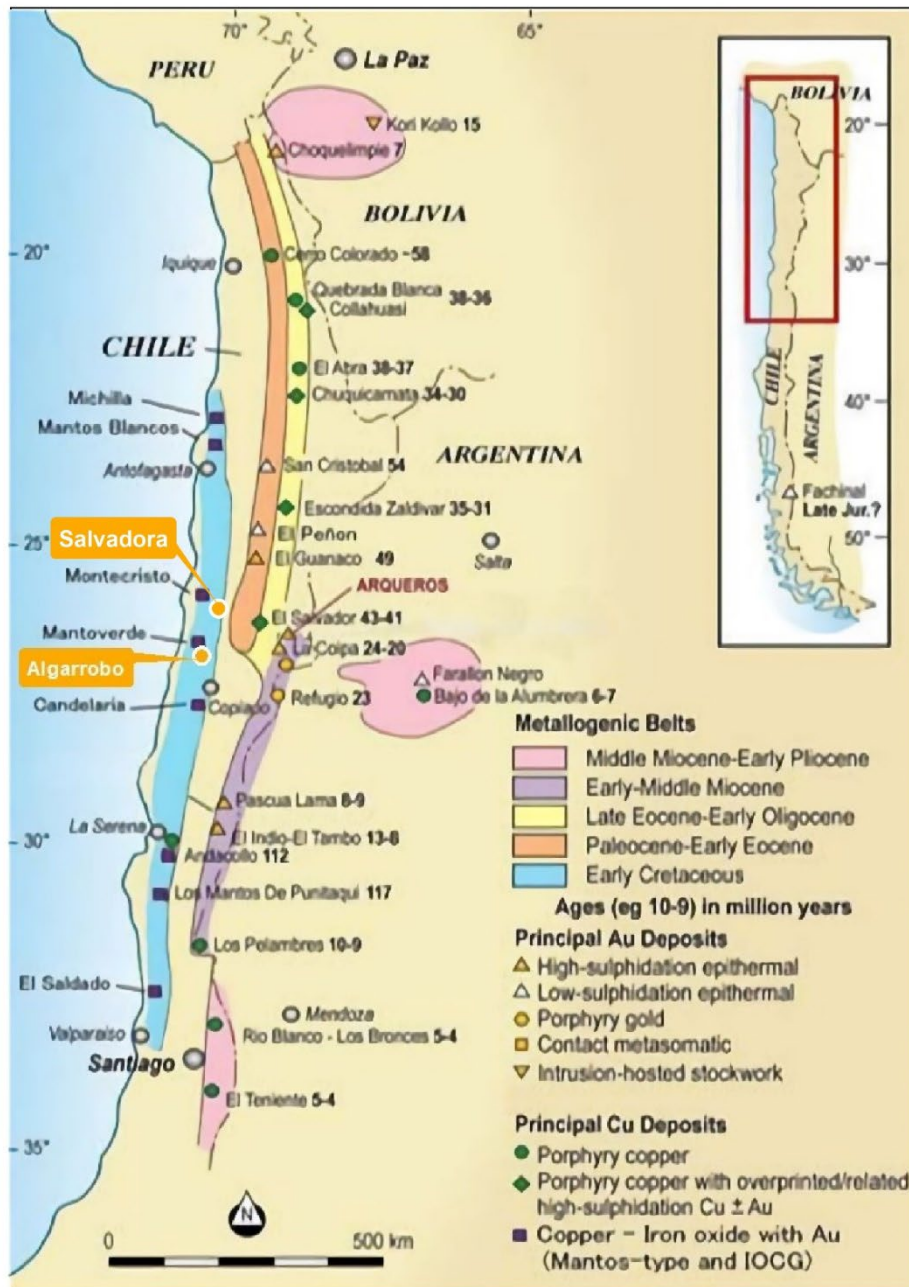 70°
65°
PERU
La Paz
Kori Kollo 15
Choquelimpie 7
BOLIVIA
20°
Iquique
Cerro Colorado ~58
Quebrada Blanca
38-36
Collahuasi
CHILE
El Abra 38-37
Chuquicamata 34-30
Michilla
Mantos Blancos
ARGENTINA
Antofagasta
San Cristobal 54
Escondida Zaldivar 35-31
El Peñon
25°
Salvadora
El Guanaco 49
Salta
Montecristo
ARQUEROS
El Salvador 43-41
Mantoverde
La Coipa 24-20
Algarrobo
Farallon Negro
Bajo de la Alumbrera 6-7
Candelaria
Copiapo
Refugio 23
Pascua Lama 8-9
La Serena
30°
El Indio-El Tambo 13-8
Andacollo 112
Los Mantos De Punitaqui 117
Los Pelambres 10-9
El Saldado
Mendoza
Valparaiso
Rio Blanco - Los Bronces 5-4
Santiago
El Teniente 5-4
35°
N
0
500 km
BOLIVIA
20°
30°
CHILE
ARGENTINA
40°
Fachinal
Late Jur.?
50°
Metallogenic Belts
Middle Miocene-Early Pliocene
Early-Middle Miocene
Late Eocene-Early Oligocene
Paleocene-Early Eocene
Early Cretaceous
Ages (eg 10-9) in million years
Principal Au Deposits
High-sulphidation epithermal
Low-sulphidation epithermal
Porphyry gold
Contact metasomatic
Intrusion-hosted stockwork
Principal Cu Deposits
Porphyry copper
Porphyry copper with overprinted/related
high-sulphidation Cu ± Au
Copper - Iron oxide with Au
(Mantos-type and IOCG)